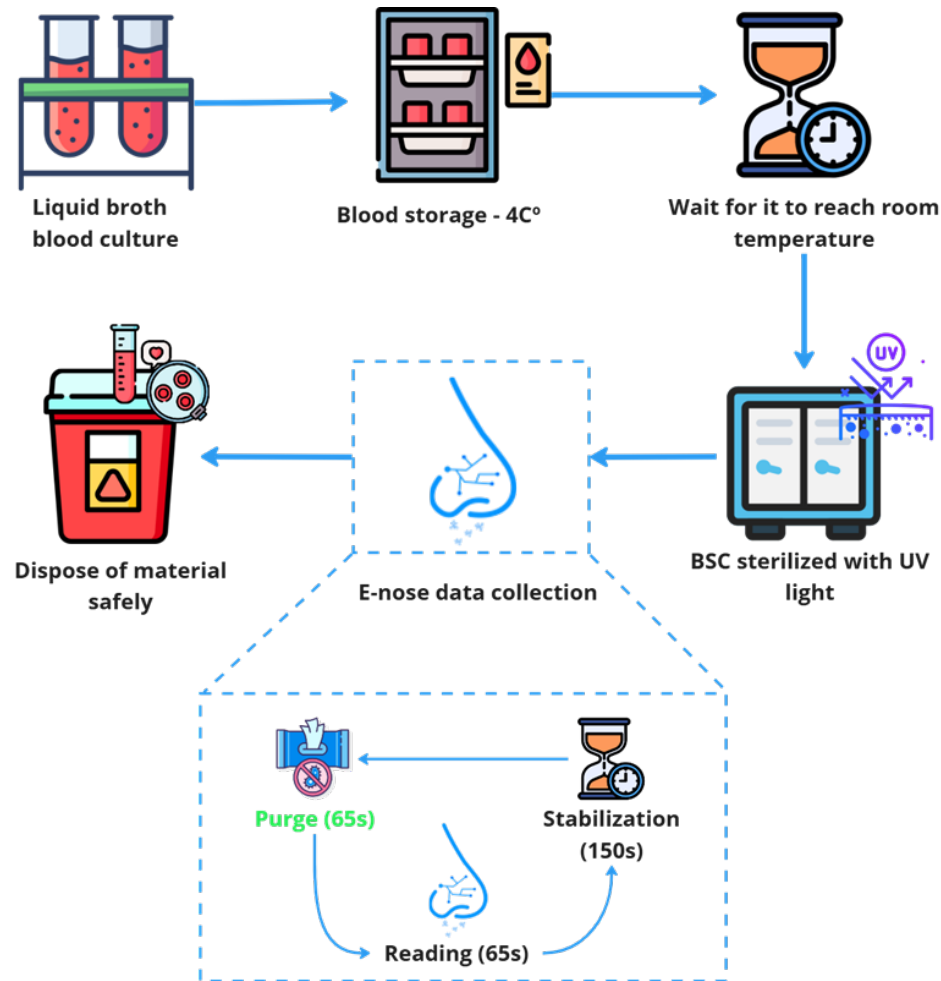 Liquid broth
blood culture
Blood storage - 4Cº
Wait for it to reach room
temperature
UV
BSC sterilized with UV
light
E-nose data collection
Dispose of material
safely
Purge (65s)
Stabilization
(150s)
Reading (65s)